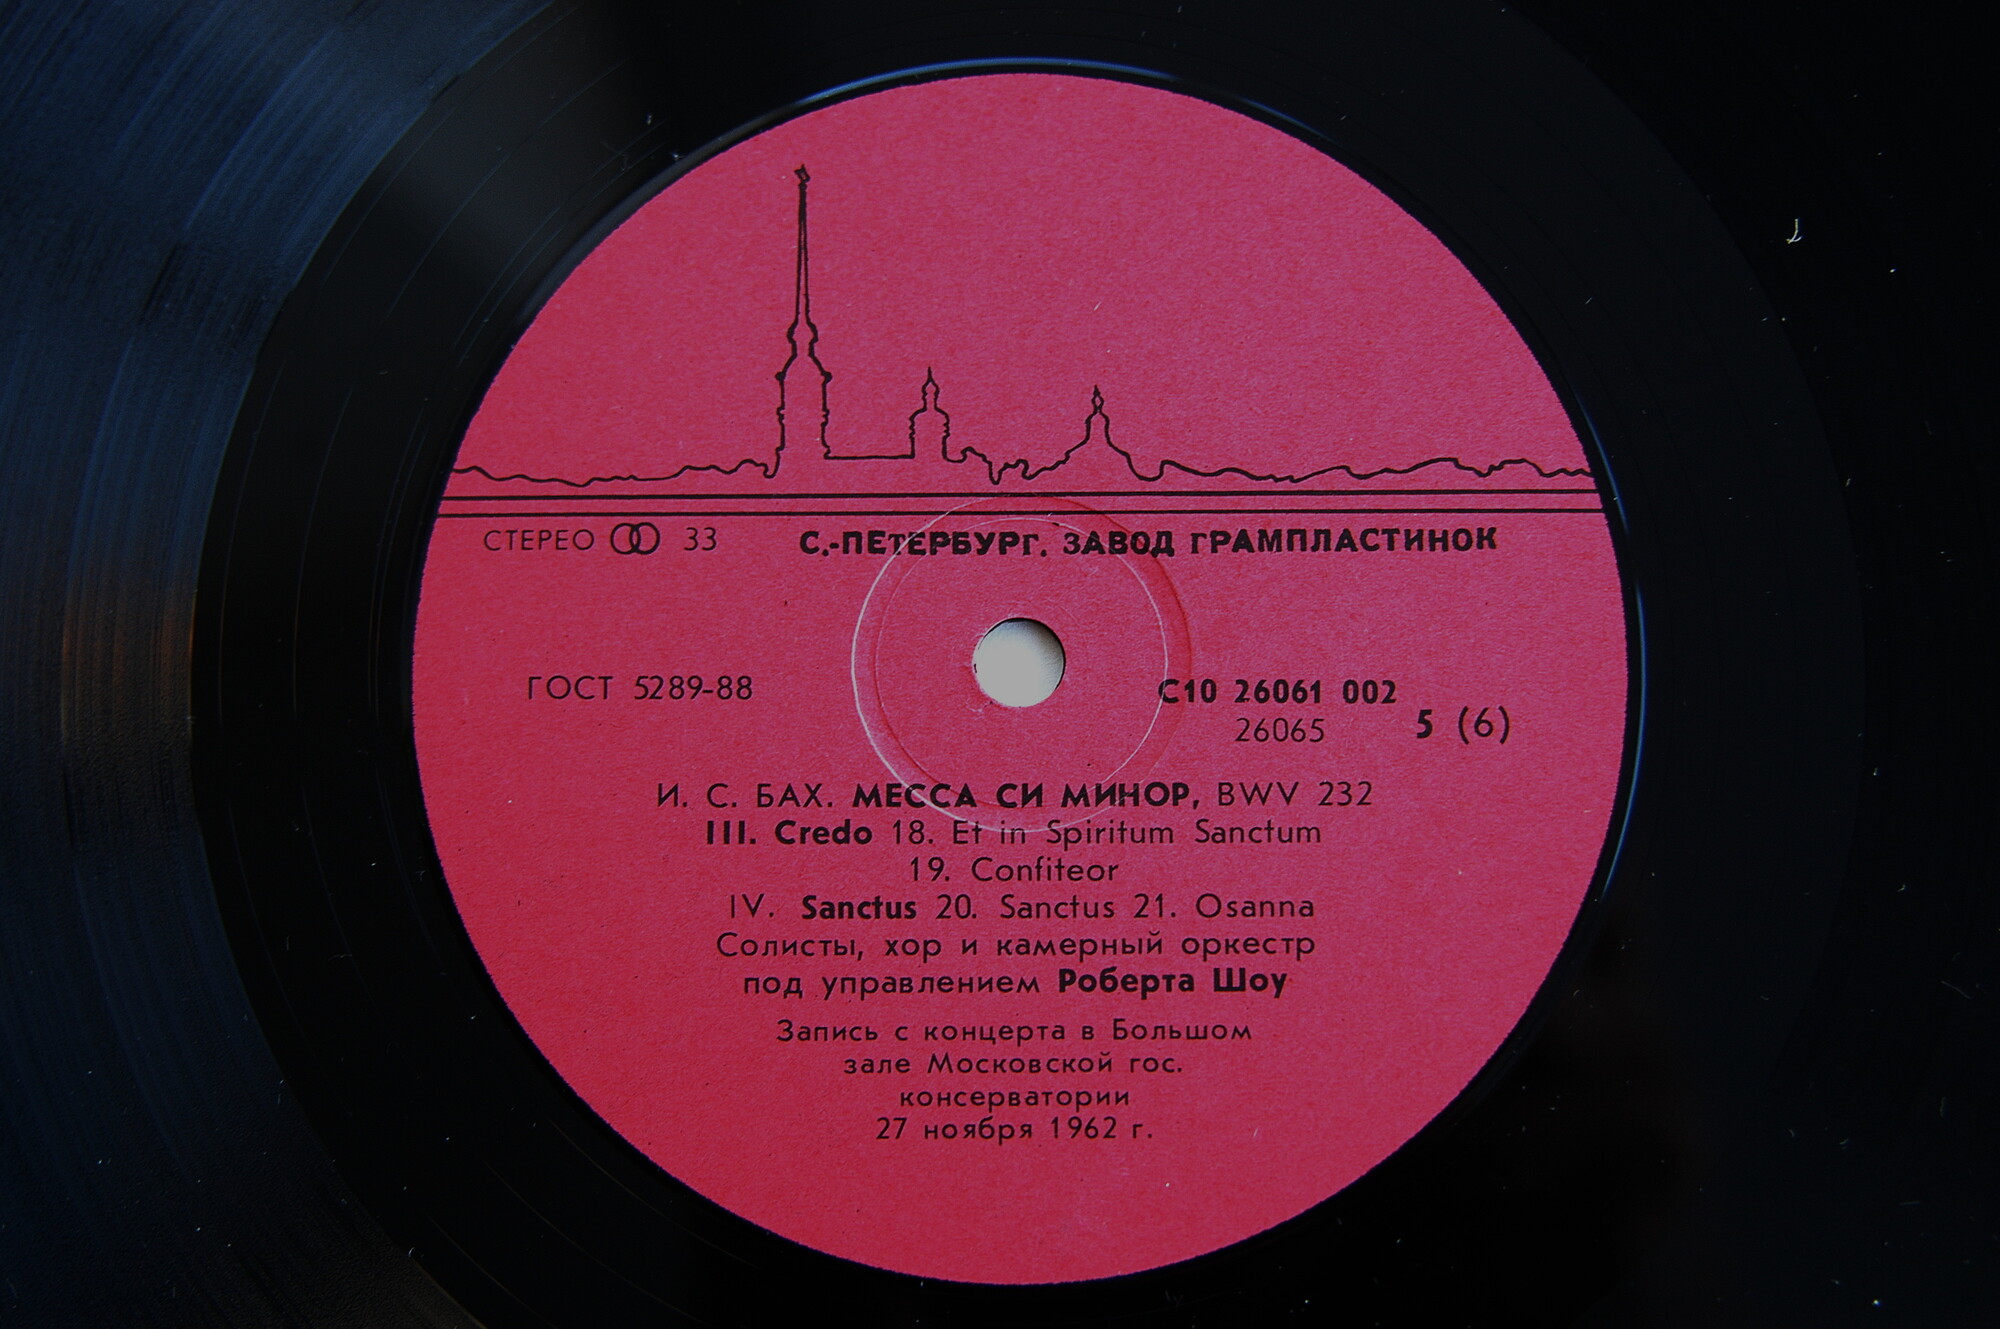 СТЕРЕО 33 С.-ПЕТЕРБУРГ. ЗАВОД ГРАМПЛАСТИНОК
ГОСТ 5289-88
С10 26061 002
26065
5 (6)
И. С. БАХ. МЕССА СИ МИНОР, BWV 232
III. Credo 18. Et in Spiritum Sanctum
19. Confiteor
IV. Sanctus 20. Sanctus 21. Osanna
Солисты, хор и камерный оркестр
под управлением Роберта Шоу
Запись с концерта в Большом
зале Московской гос.
консерватории
27 ноября 1962 г.